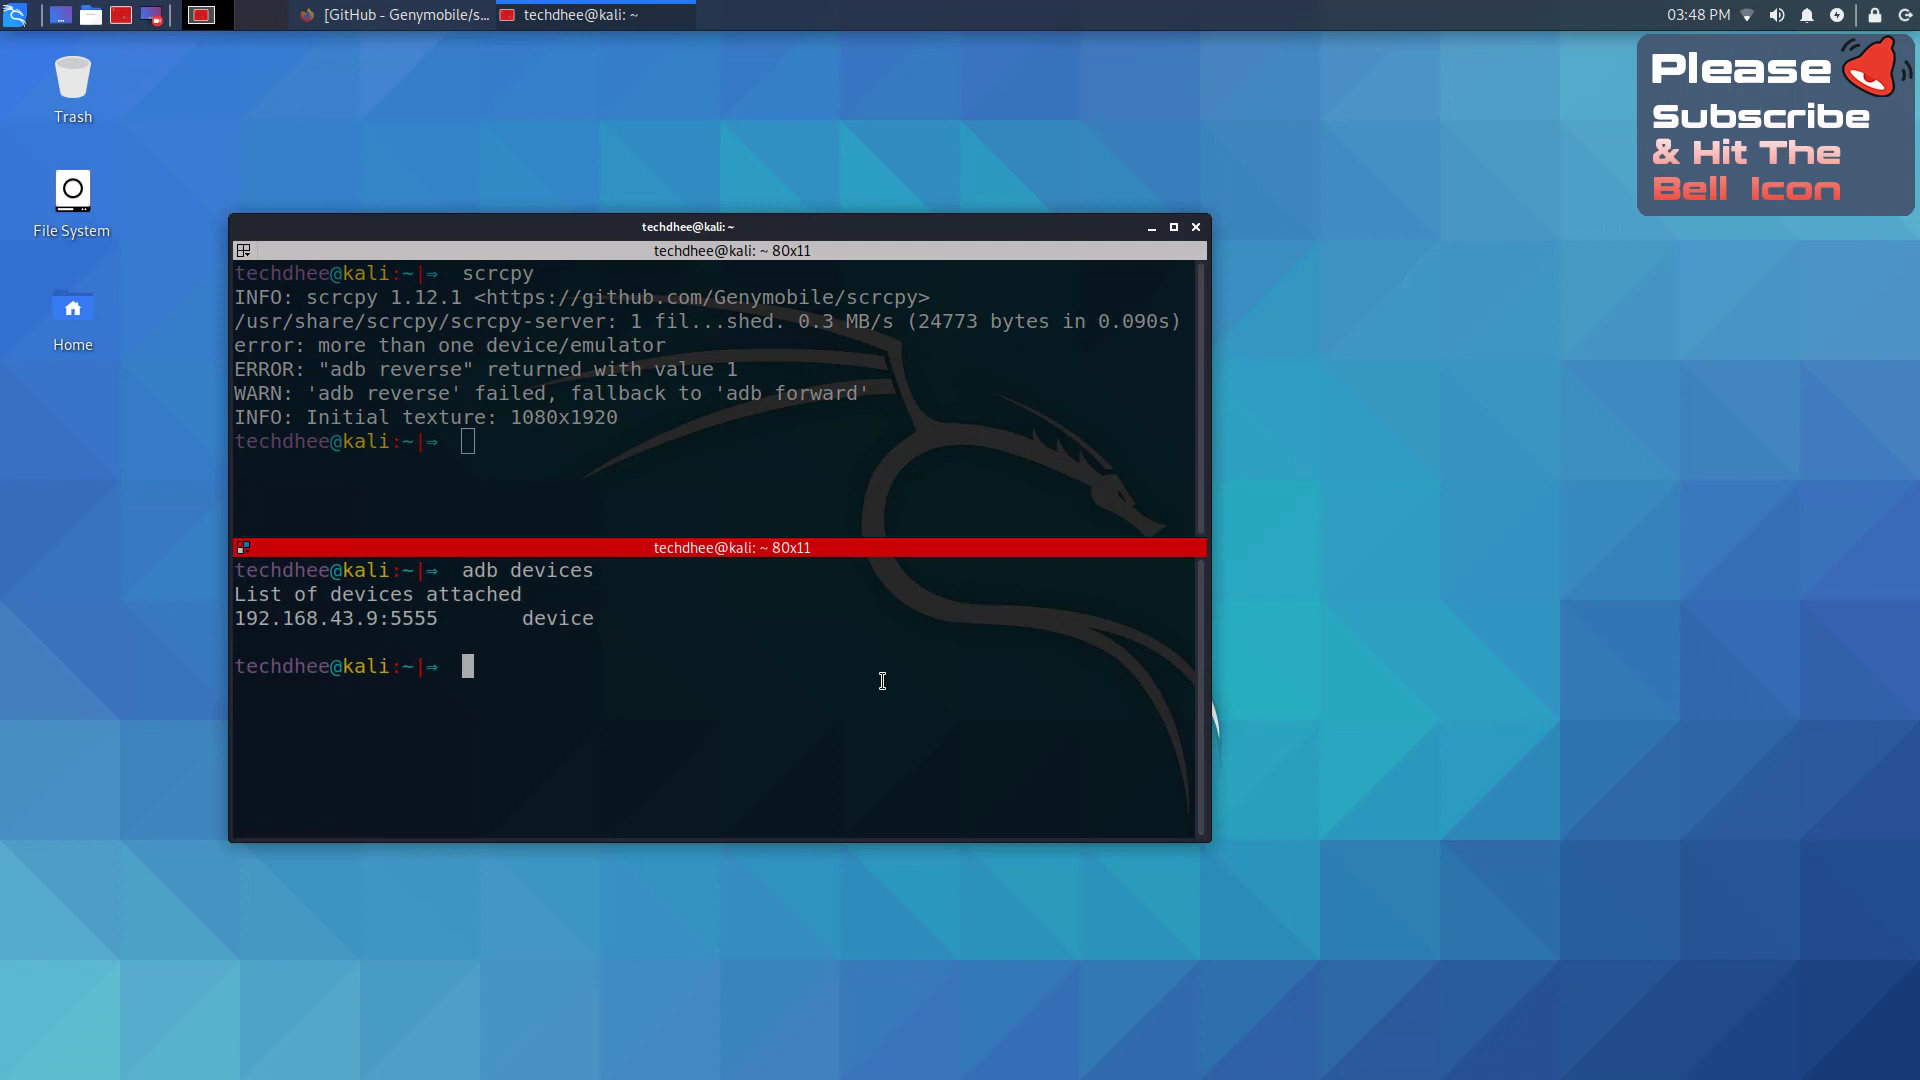 [GitHub - Genymobile/s...
techdhee@kali: ~
03:48 PM
Trash
File System
Home
Please
Subscribe
& Hit The
Bell Icon
techdhee@kali: ~
techdhee@kali: ~ 80x11
techdhee@kali:~|⇒ scrcpy
INFO: scrcpy 1.12.1 <https://github.com/Genymobile/scrcpy>
/usr/share/scrcpy/scrcpy-server: 1 fil...shed. 0.3 MB/s (24773 bytes in 0.090s)
error: more than one device/emulator
ERROR: "adb reverse" returned with value 1
WARN: 'adb reverse' failed, fallback to 'adb forward'
INFO: Initial texture: 1080x1920
techdhee@kali:~|⇒
techdhee@kali: ~ 80x11
techdhee@kali:~|⇒ adb devices
List of devices attached
192.168.43.9:5555 device
techdhee@kali:~|⇒